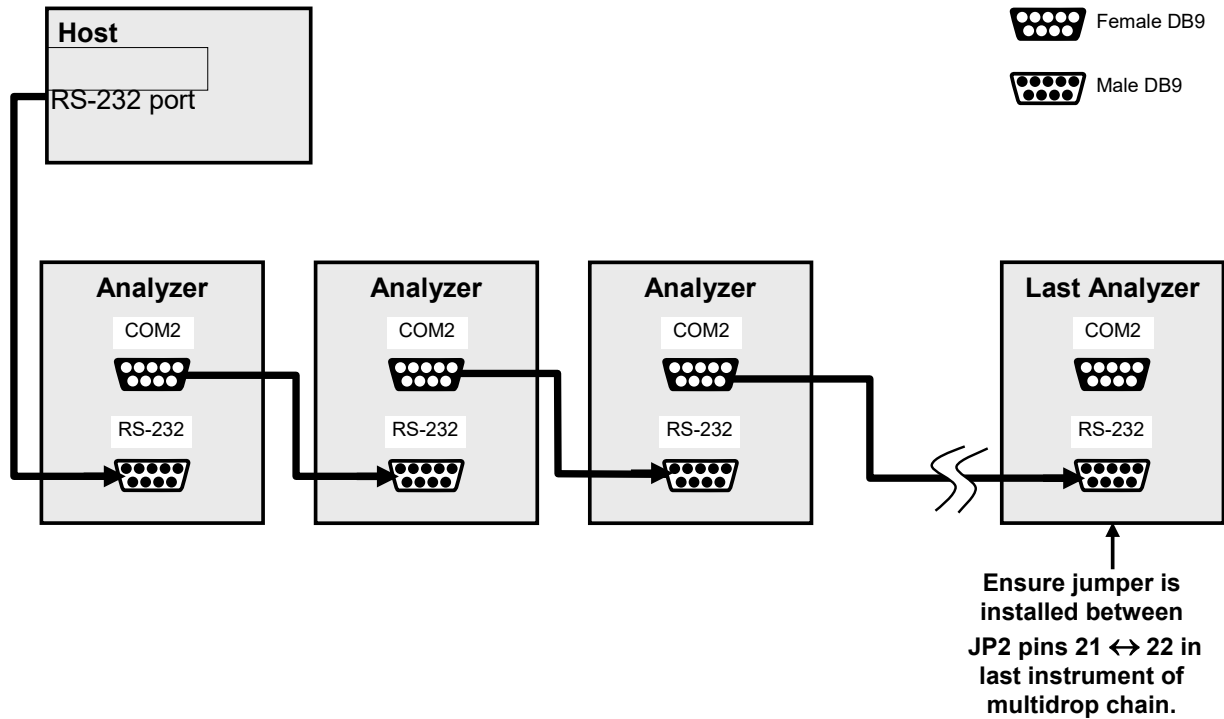 Host
RS-232 port
Female DB9
Male DB9
Analyzer
COM2
RS-232
Analyzer
COM2
RS-232
Analyzer
COM2
RS-232
Last Analyzer
COM2
RS-232
Ensure jumper is
installed between
JP2 pins 21 ↔ 22 in
last instrument of
multidrop chain.